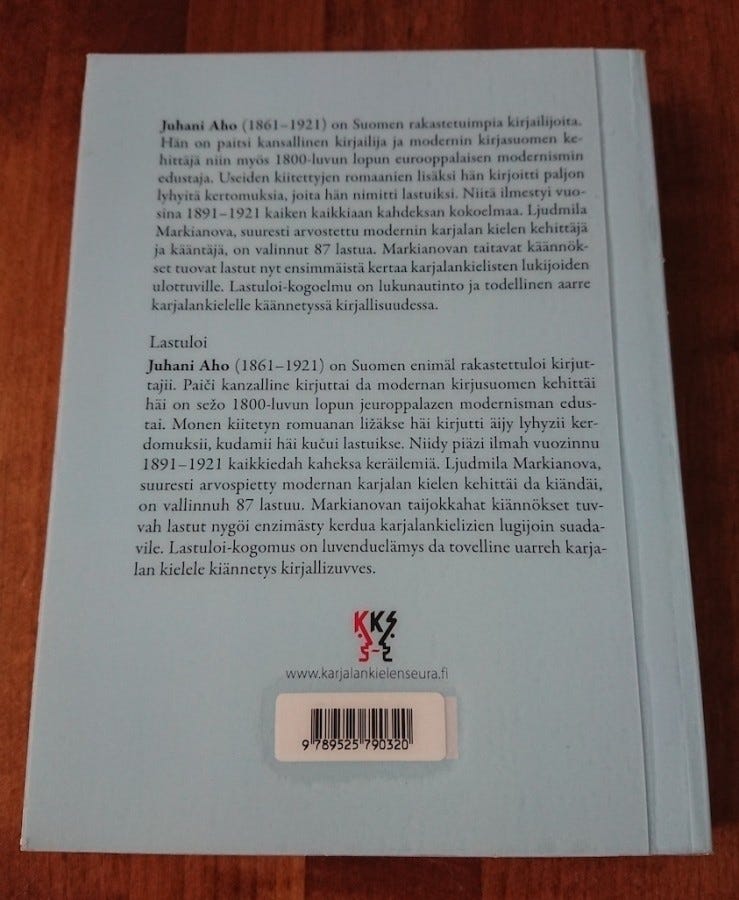 Juhani Aho (1861–1921) on Suomen rakastetuimpia kirjailijoita.
Hän on paitsi kansallinen kirjailija ja modernin kirjasuomen ke-
hittäjä niin myös 1800-luvun lopun eurooppalaisen modernismin
edustaja. Useiden kiitettyjen romaanien lisäksi hän kirjoitti paljon
lyhyitä kertomuksia, joita hän nimitti lastuiksi. Niitä ilmestyi vuo-
sina 1891–1921 kaiken kaikkiaan kahdeksan kokoelmaa. Ljudmila
Markianova, suuresti arvostettu modernin karjalan kielen kehittäjä
ja kääntäjä, on valinnut 87 lastua. Markianovan taitavat käännök-
set tuovat lastut nyt ensimmäistä kertaa karjalankielisten lukijoiden
ulottuville. Lastuloi-kogoelmu on lukunautinto ja todellinen aarre
karjalankielelle käännetyssä kirjallisuudessa.
Lastuloi
Juhani Aho (1861–1921) on Suomen enimäl rakastettuloi kirjut-
tajii. Paiči kanzalline kirjuttai da modernan kirjusuomen kehittäi
häi on sežo 1800-luvun lopun jeuroppalazen modernisman edus-
tai. Monen kiitetyn romuanan ližäkse häi kirjutti äijy lyhyzii ker-
domuksii, kudamii häi kučui lastuikse. Niidy piäzi ilmah vuozinnu
1891–1921 kaikkiedah kaheksa keräilemiä. Ljudmila Markianova,
suuresti arvospietty modernan karjalan kielen kehittäi da kiändäi,
on vallinnuh 87 lastuu. Markianovan taijokkahat kiännökset tuv-
vah lastut nygöi enzimästy kerdua karjalankielizien lugijoin suada-
vile. Lastuloi-kogomus on luvenduelämys da tovelline uarreh karja-
lan kielele kiännetys kirjallizuvves.
KKS
www.karjalankielenseura.fi
9 789525 790320